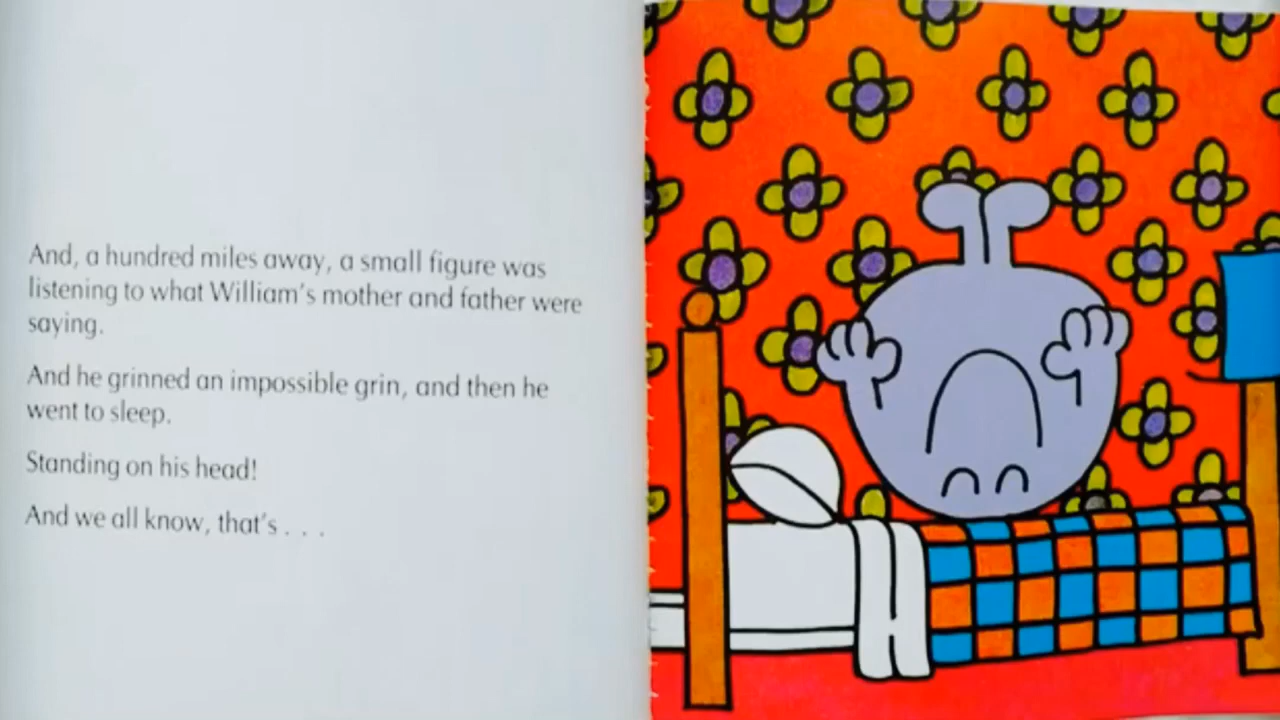 And, a hundred miles away, a small figure was
listening to what William's mother and father were
saying.
And he grinned an impossible grin, and then he
went to sleep.
Standing on his head!
And we all know, that's . . .